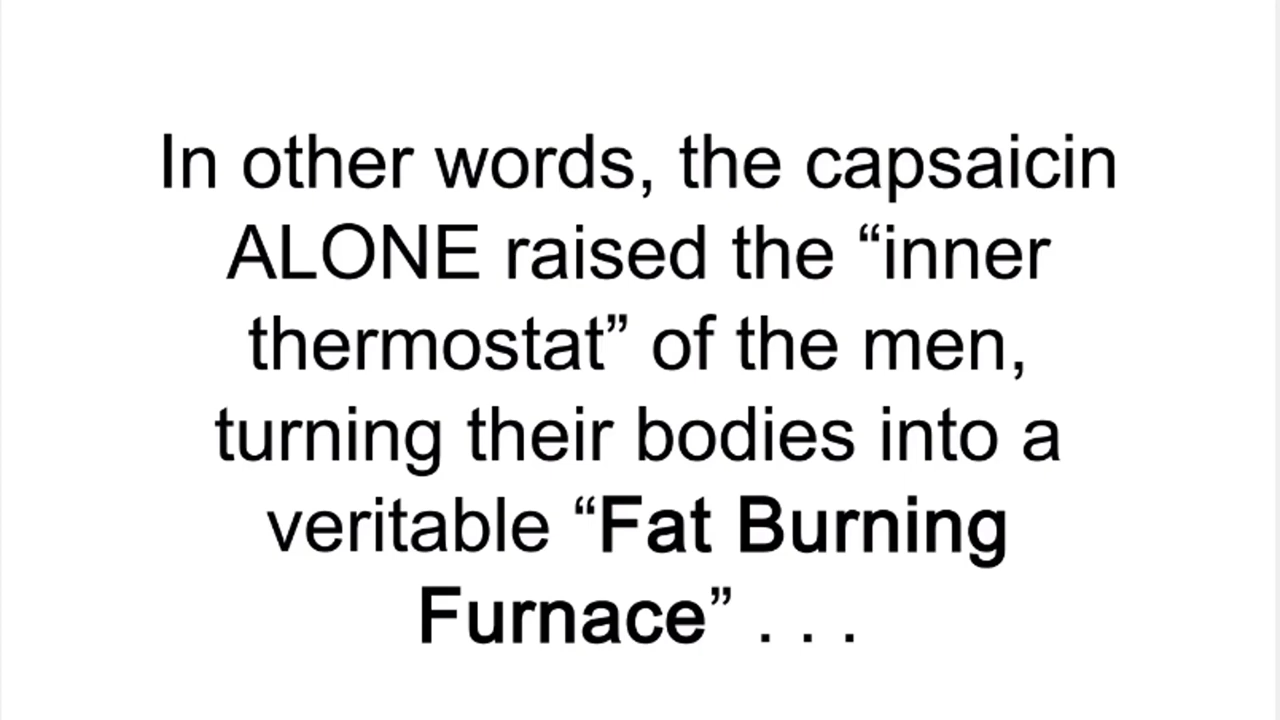 In other words, the capsaicin
ALONE raised the “inner
thermostat” of the men,
turning their bodies into a
veritable “Fat Burning
Furnace” . . .